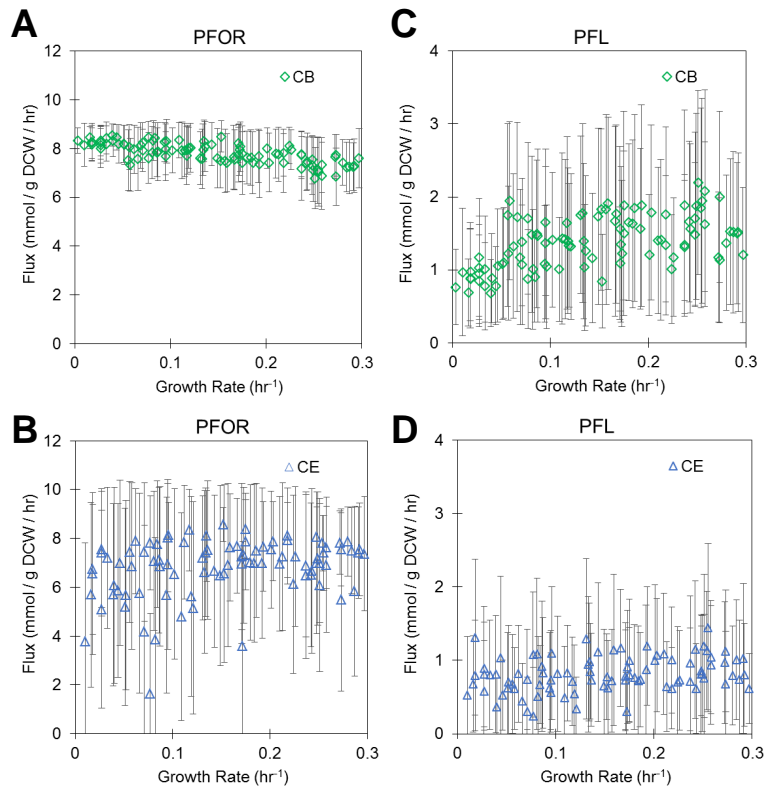 A
PFOR
CB
12
10
8
6
4
2
0
Flux (mmol / g DCW / hr)
0
0.1
0.2
0.3
Growth Rate (hr⁻¹)
C
PFL
CB
4
3
2
1
0
Flux (mmol / g DCW / hr)
0
0.1
0.2
0.3
Growth Rate (hr⁻¹)
B
PFOR
CE
12
10
8
6
4
2
0
Flux (mmol / g DCW / hr)
0
0.1
0.2
0.3
Growth Rate (hr⁻¹)
D
PFL
CE
4
3
2
1
0
Flux (mmol / g DCW / hr)
0
0.1
0.2
0.3
Growth Rate (hr⁻¹)